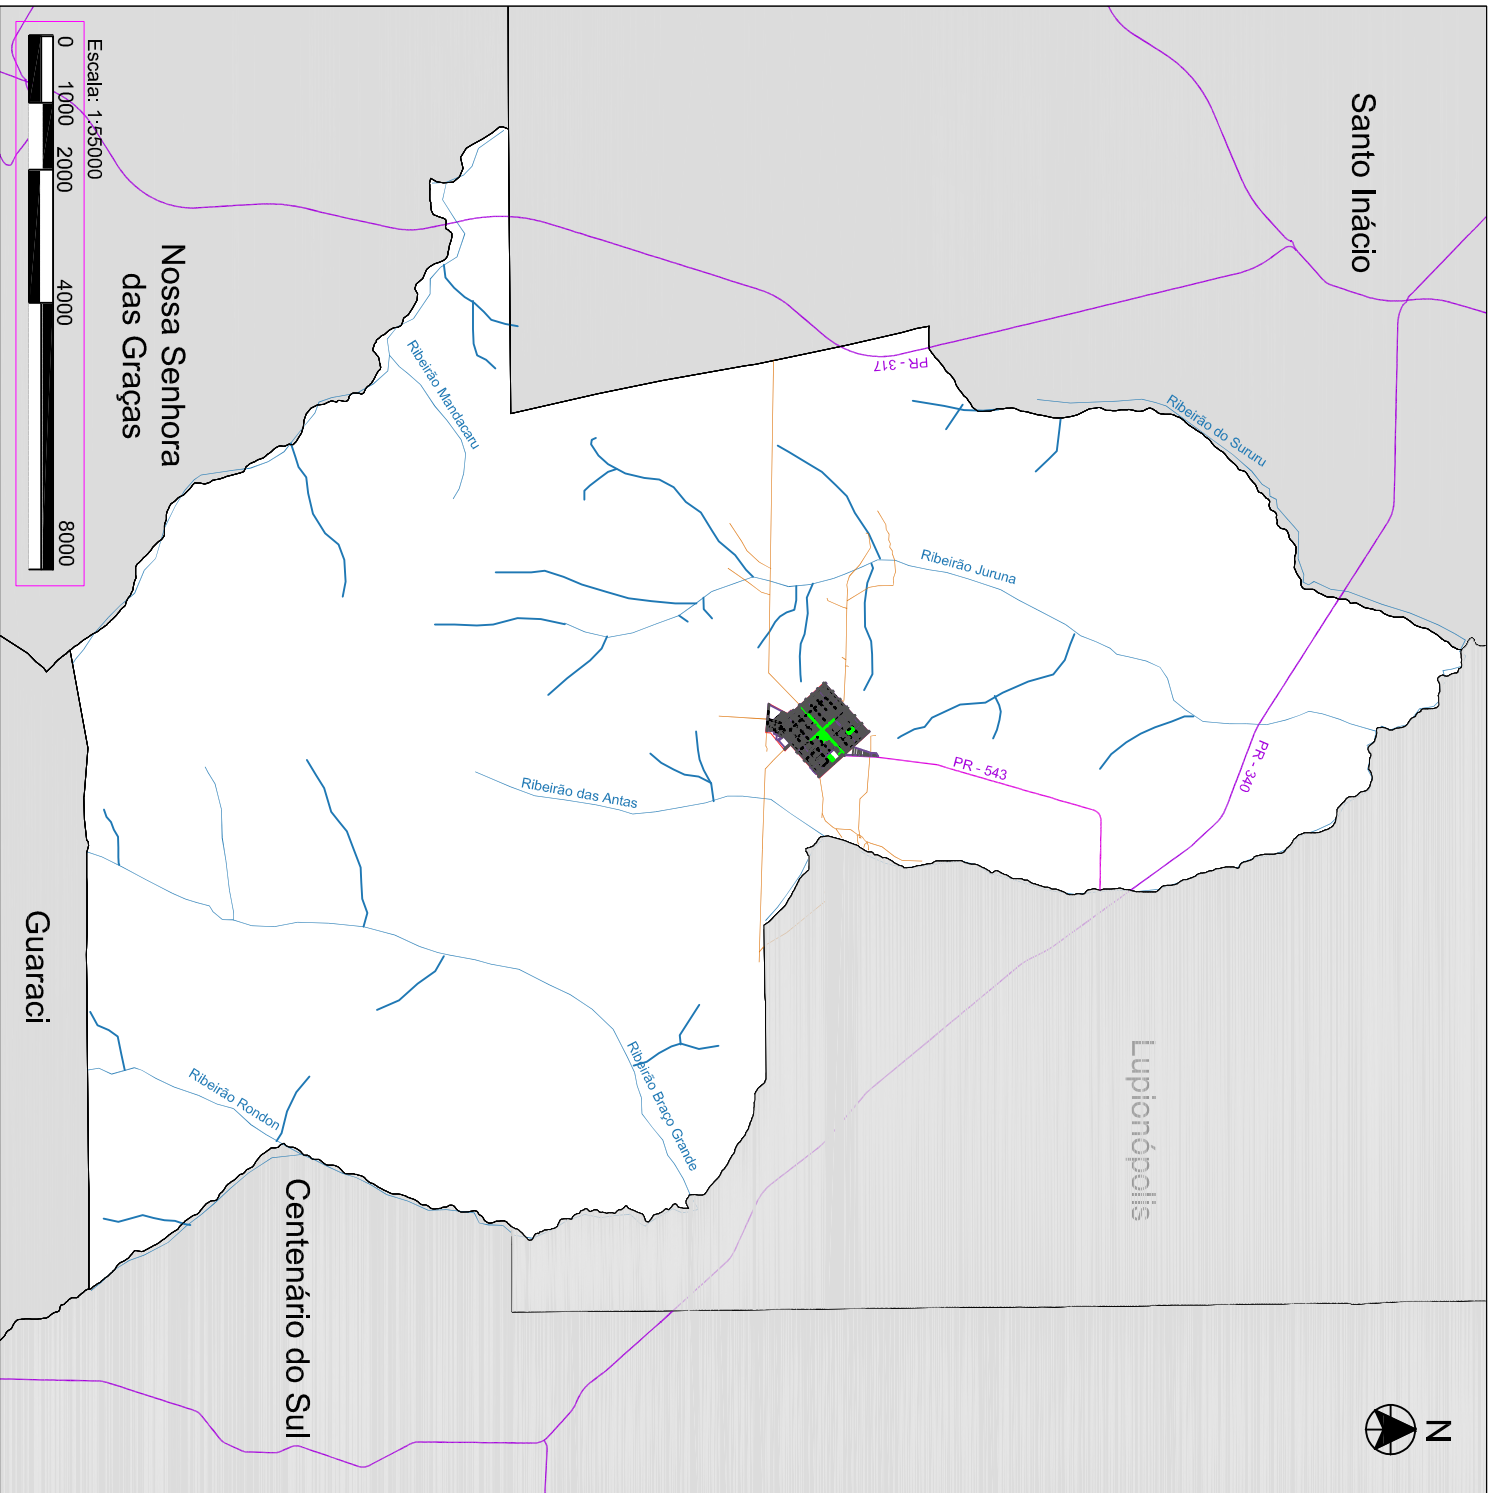 Santo Inácio
N
Ribeirão do Sururu
PR - 340
Lupionópolis
PR - 317
Ribeirão Juruna
PR - 543
Ribeirão Mandacaru
Ribeirão das Antas
Ribeirão Braço Grande
Nossa Senhora
das Graças
Ribeirão Rondon
Centenário do Sul
Guaraci
Escala: 1:55000
0 1000 2000 4000 8000